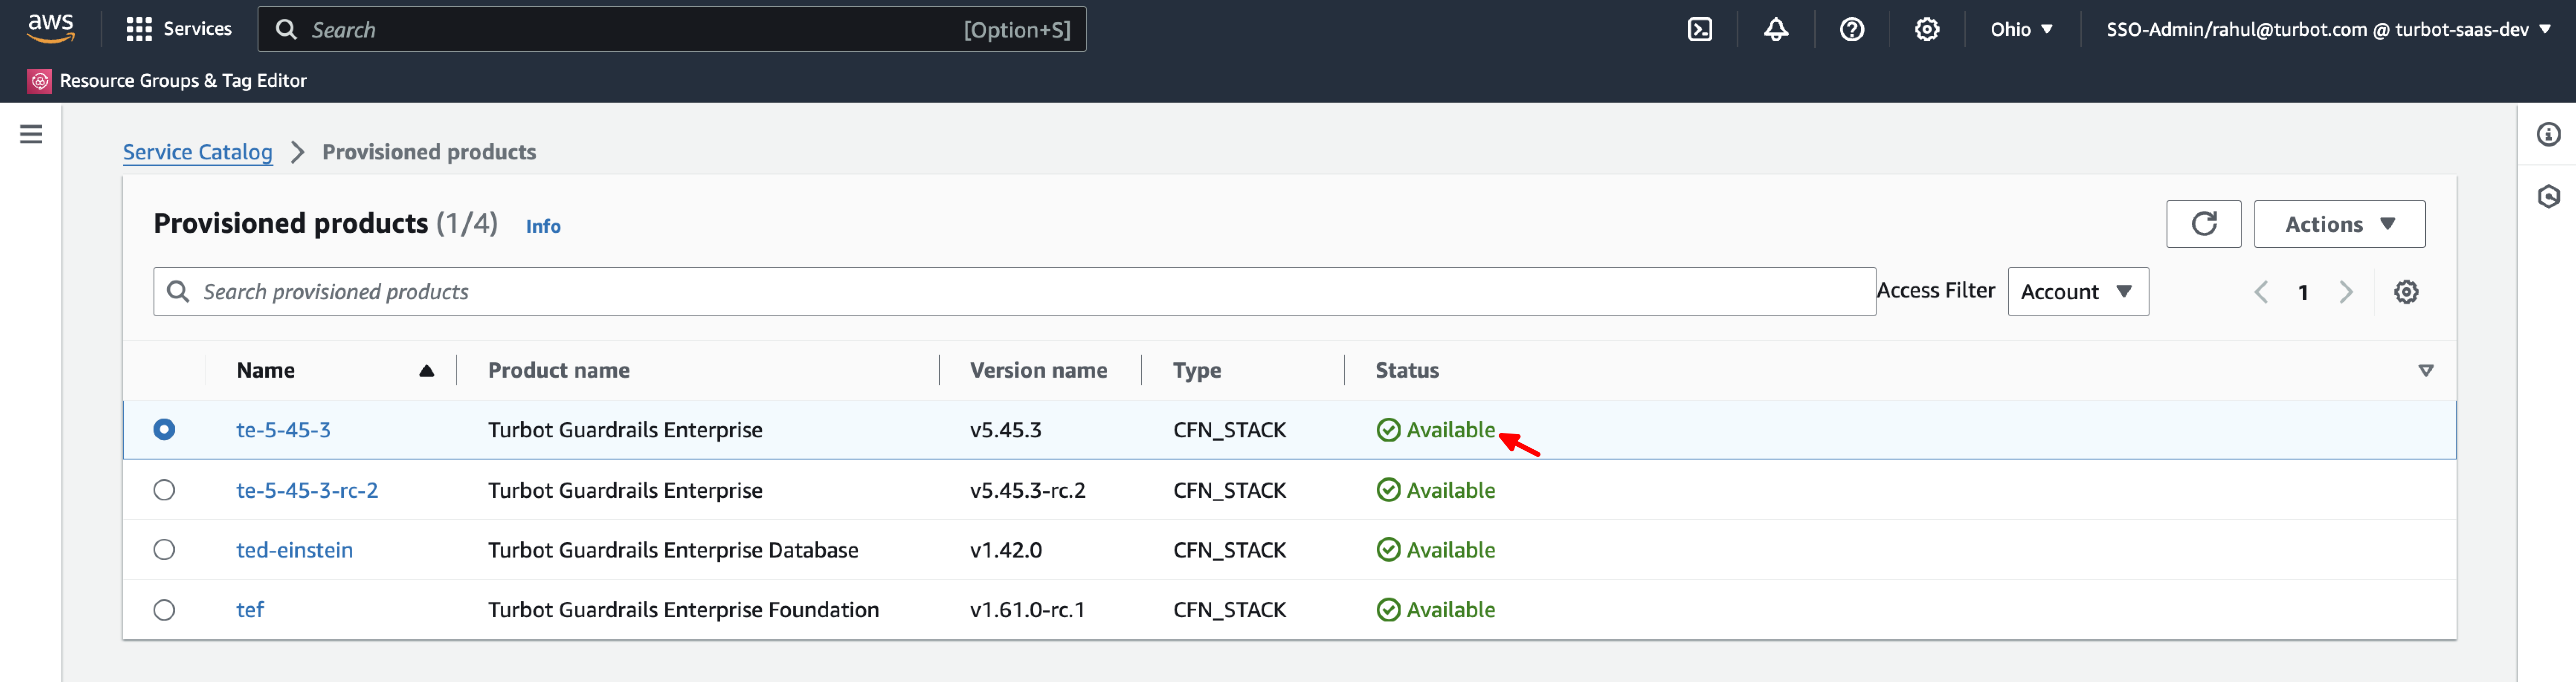 aws
Services
Search
[Option+S]
Ohio
SSO-Admin/rahul@turbot.com @ turbot-saas-dev
Resource Groups & Tag Editor
Service Catalog
Provisioned products
Provisioned products (1/4)
Info
Actions
Search provisioned products
Access Filter
Account
1
Name
Product name
Version name
Type
Status
te-5-45-3
Turbot Guardrails Enterprise
v5.45.3
CFN_STACK
Available
te-5-45-3-rc-2
Turbot Guardrails Enterprise
v5.45.3-rc.2
CFN_STACK
Available
ted-einstein
Turbot Guardrails Enterprise Database
v1.42.0
CFN_STACK
Available
tef
Turbot Guardrails Enterprise Foundation
v1.61.0-rc.1
CFN_STACK
Available